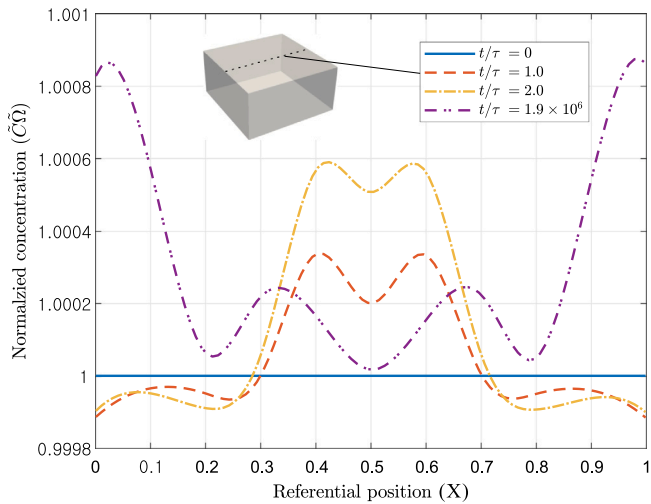 1.001
1.0008
1.0006
1.0004
1.0002
1
0.9998
Normalzied concentration (C̃Ω̃)
t/τ = 0
t/τ = 1.0
t/τ = 2.0
t/τ = 1.9 × 10⁶
0 0.1 0.2 0.3 0.4 0.5 0.6 0.7 0.8 0.9 1
Referential position (X)